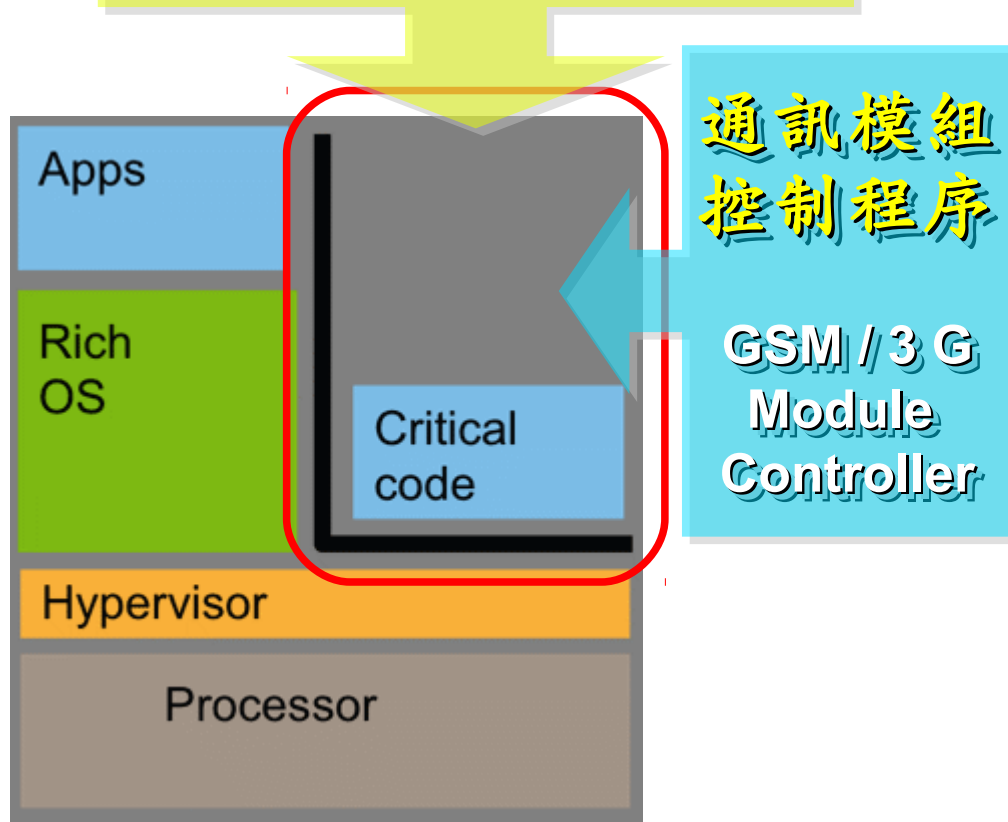 Apps
Rich
OS
Critical
code
Hypervisor
Processor
通訊模組
控制程序
GSM / 3 G
Module
Controller